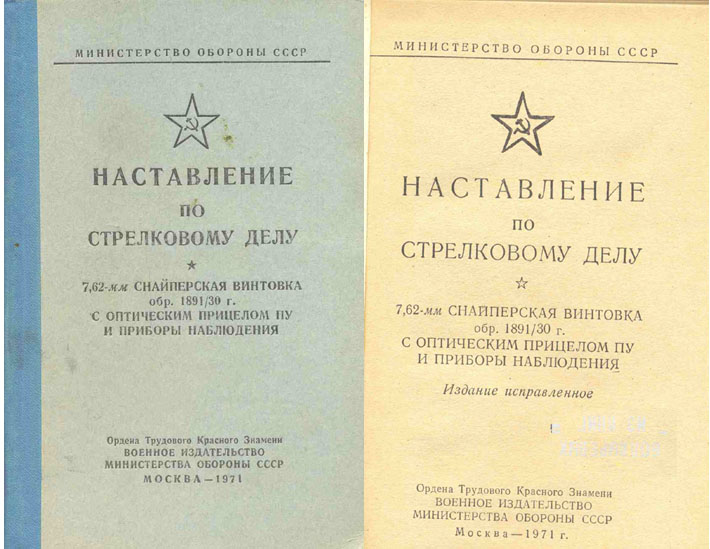 МИНИСТЕРСТВО ОБОРОНЫ СССР
НАСТАВЛЕНИЕ
ПО
СТРЕЛКОВОМУ ДЕЛУ
7,62-мм СНАЙПЕРСКАЯ ВИНТОВКА
обр. 1891/30 г.
С ОПТИЧЕСКИМ ПРИЦЕЛОМ ПУ
И ПРИБОРЫ НАБЛЮДЕНИЯ
Ордена Трудового Красного Знамени
ВОЕННОЕ ИЗДАТЕЛЬСТВО
МИНИСТЕРСТВА ОБОРОНЫ СССР
МОСКВА—1971
МИНИСТЕРСТВО ОБОРОНЫ СССР
НАСТАВЛЕНИЕ
ПО
СТРЕЛКОВОМУ ДЕЛУ
7,62-мм СНАЙПЕРСКАЯ ВИНТОВКА
обр. 1891/30 г.
С ОПТИЧЕСКИМ ПРИЦЕЛОМ ПУ
И ПРИБОРЫ НАБЛЮДЕНИЯ
Издание исправленное
Ордена Трудового Красного Знамени
ВОЕННОЕ ИЗДАТЕЛЬСТВО
МИНИСТЕРСТВА ОБОРОНЫ СССР
Москва—1971 г.